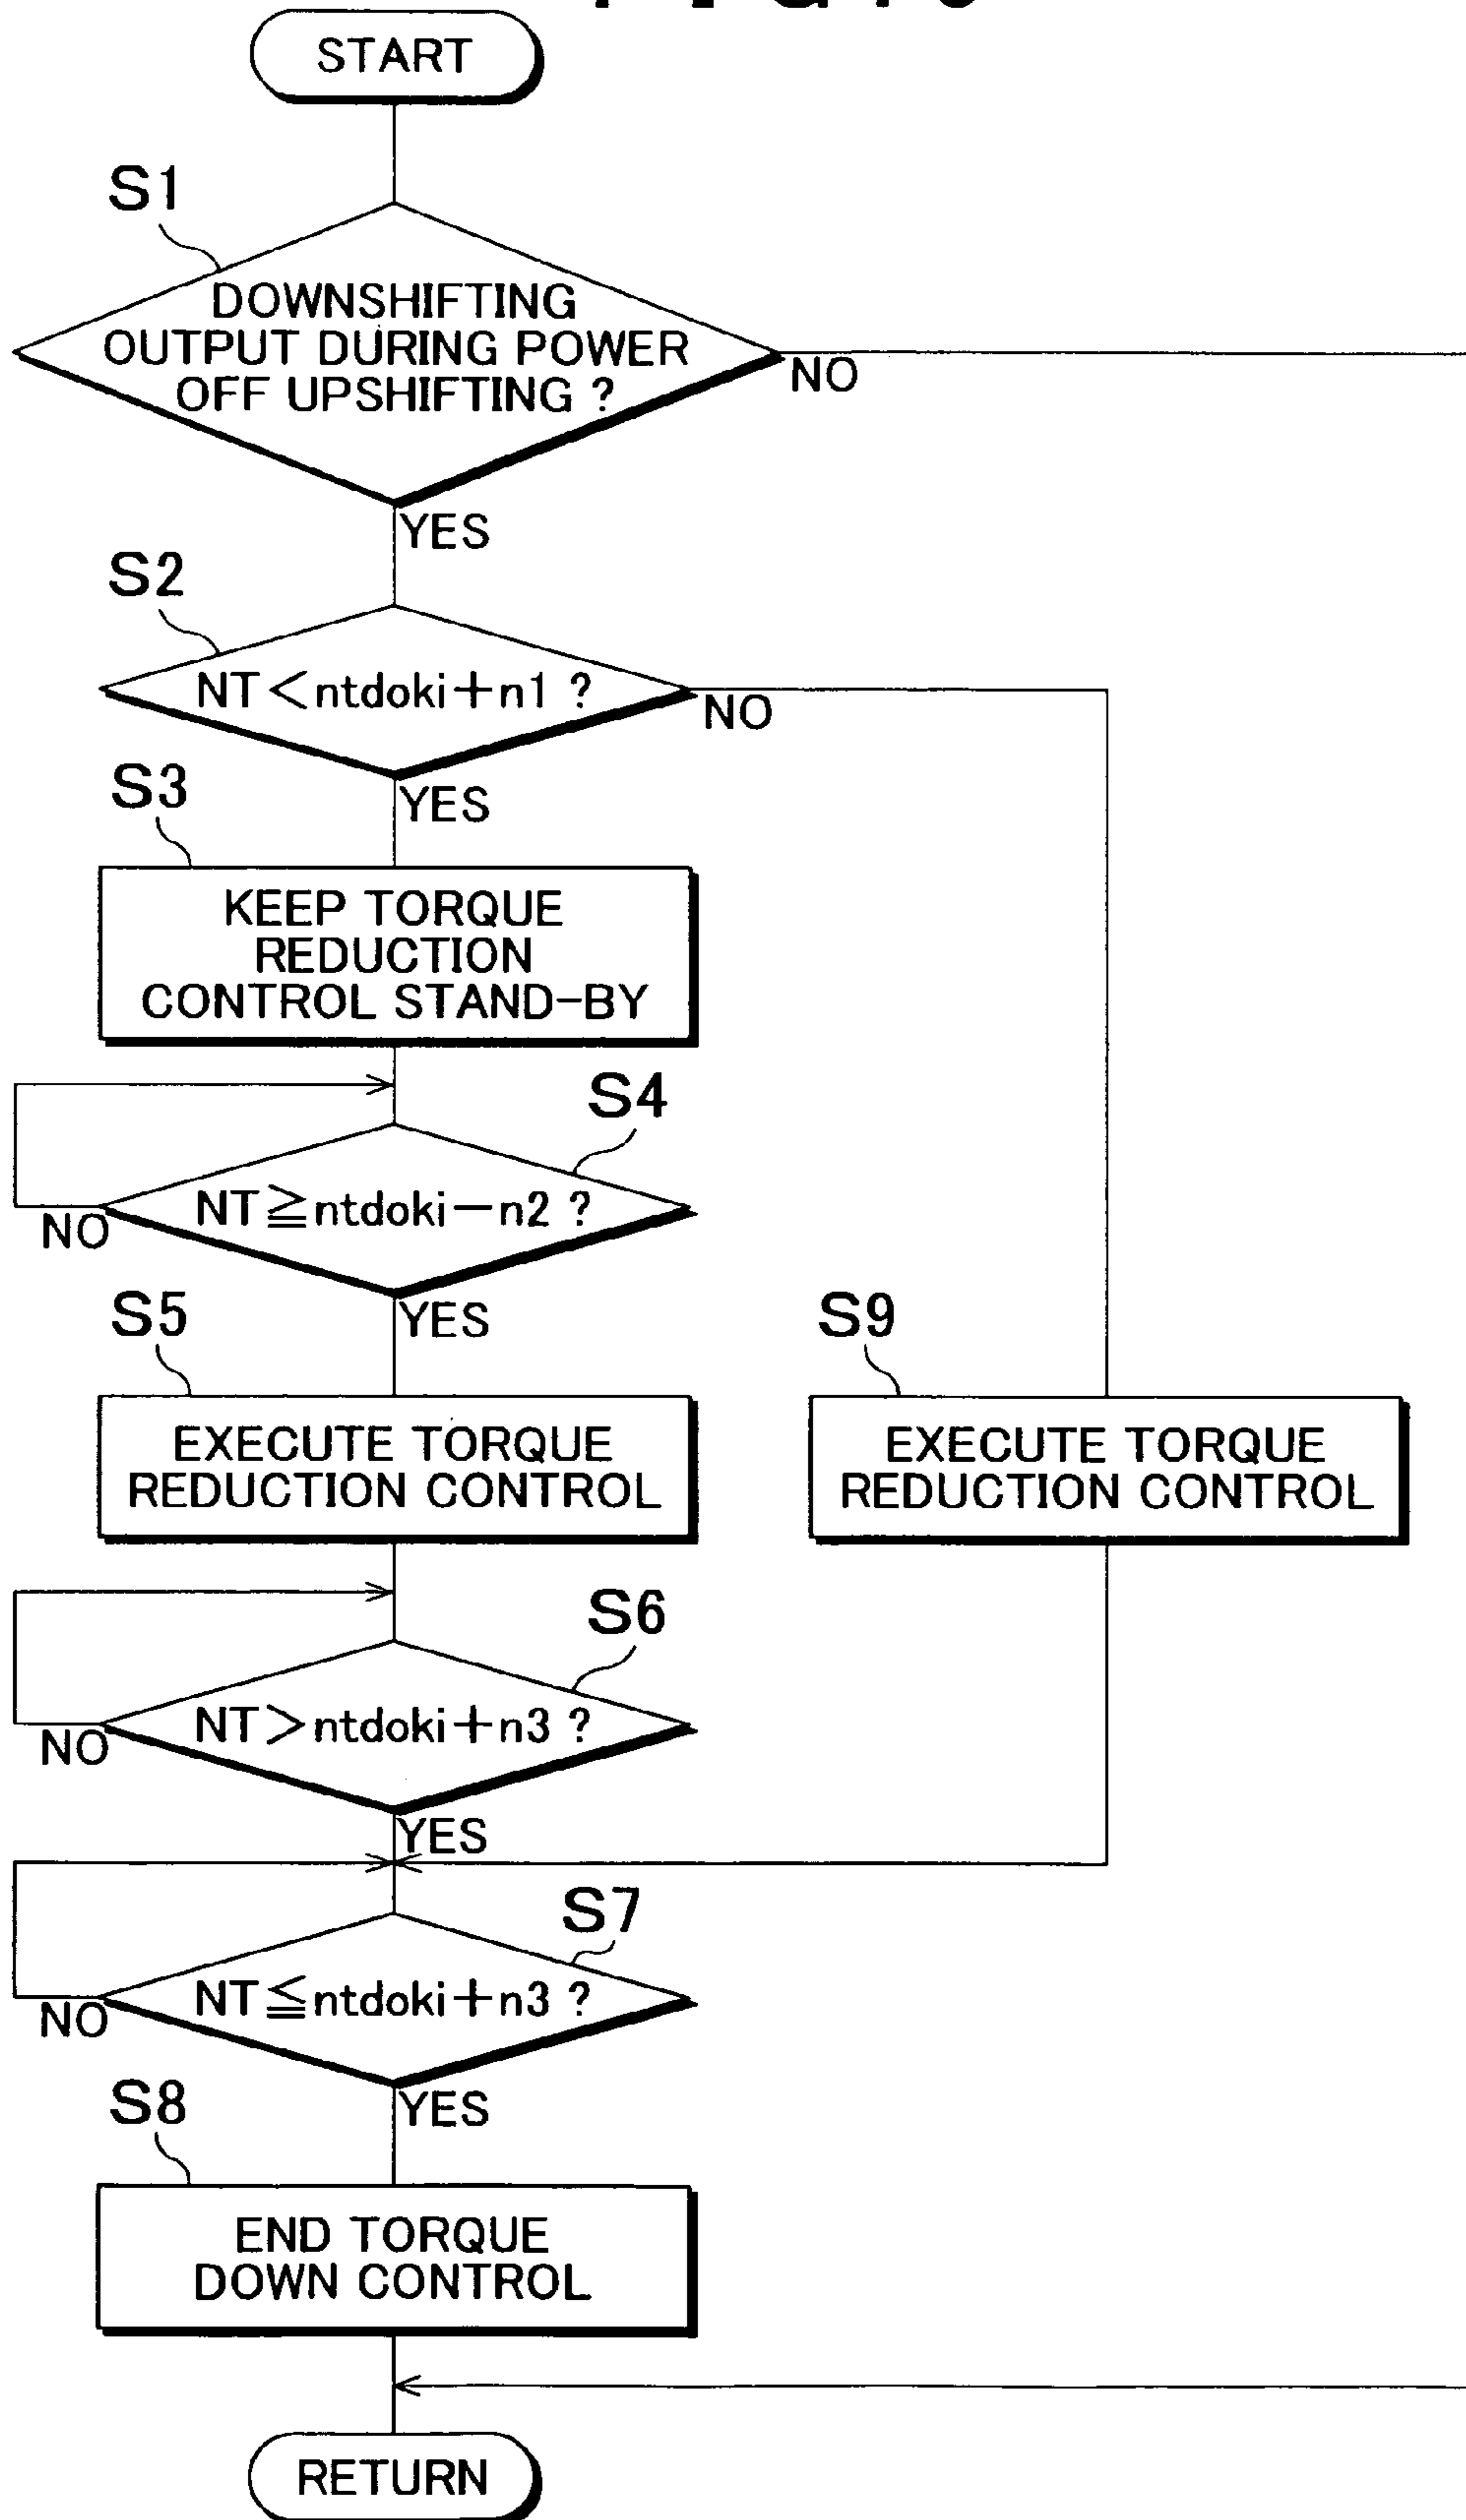 START
S1
DOWNSHIFTING
OUTPUT DURING POWER
OFF UPSHIFTING ?
NO
YES
S2
NT<ntdoki+n1 ?
NO
YES
S3
KEEP TORQUE
REDUCTION
CONTROL STAND-BY
S4
NT≧ntdoki−n2 ?
NO
YES
S5
EXECUTE TORQUE
REDUCTION CONTROL
S9
EXECUTE TORQUE
REDUCTION CONTROL
S6
NT>ntdoki+n3 ?
NO
YES
S7
NT≦ntdoki+n3 ?
NO
YES
S8
END TORQUE
DOWN CONTROL
RETURN